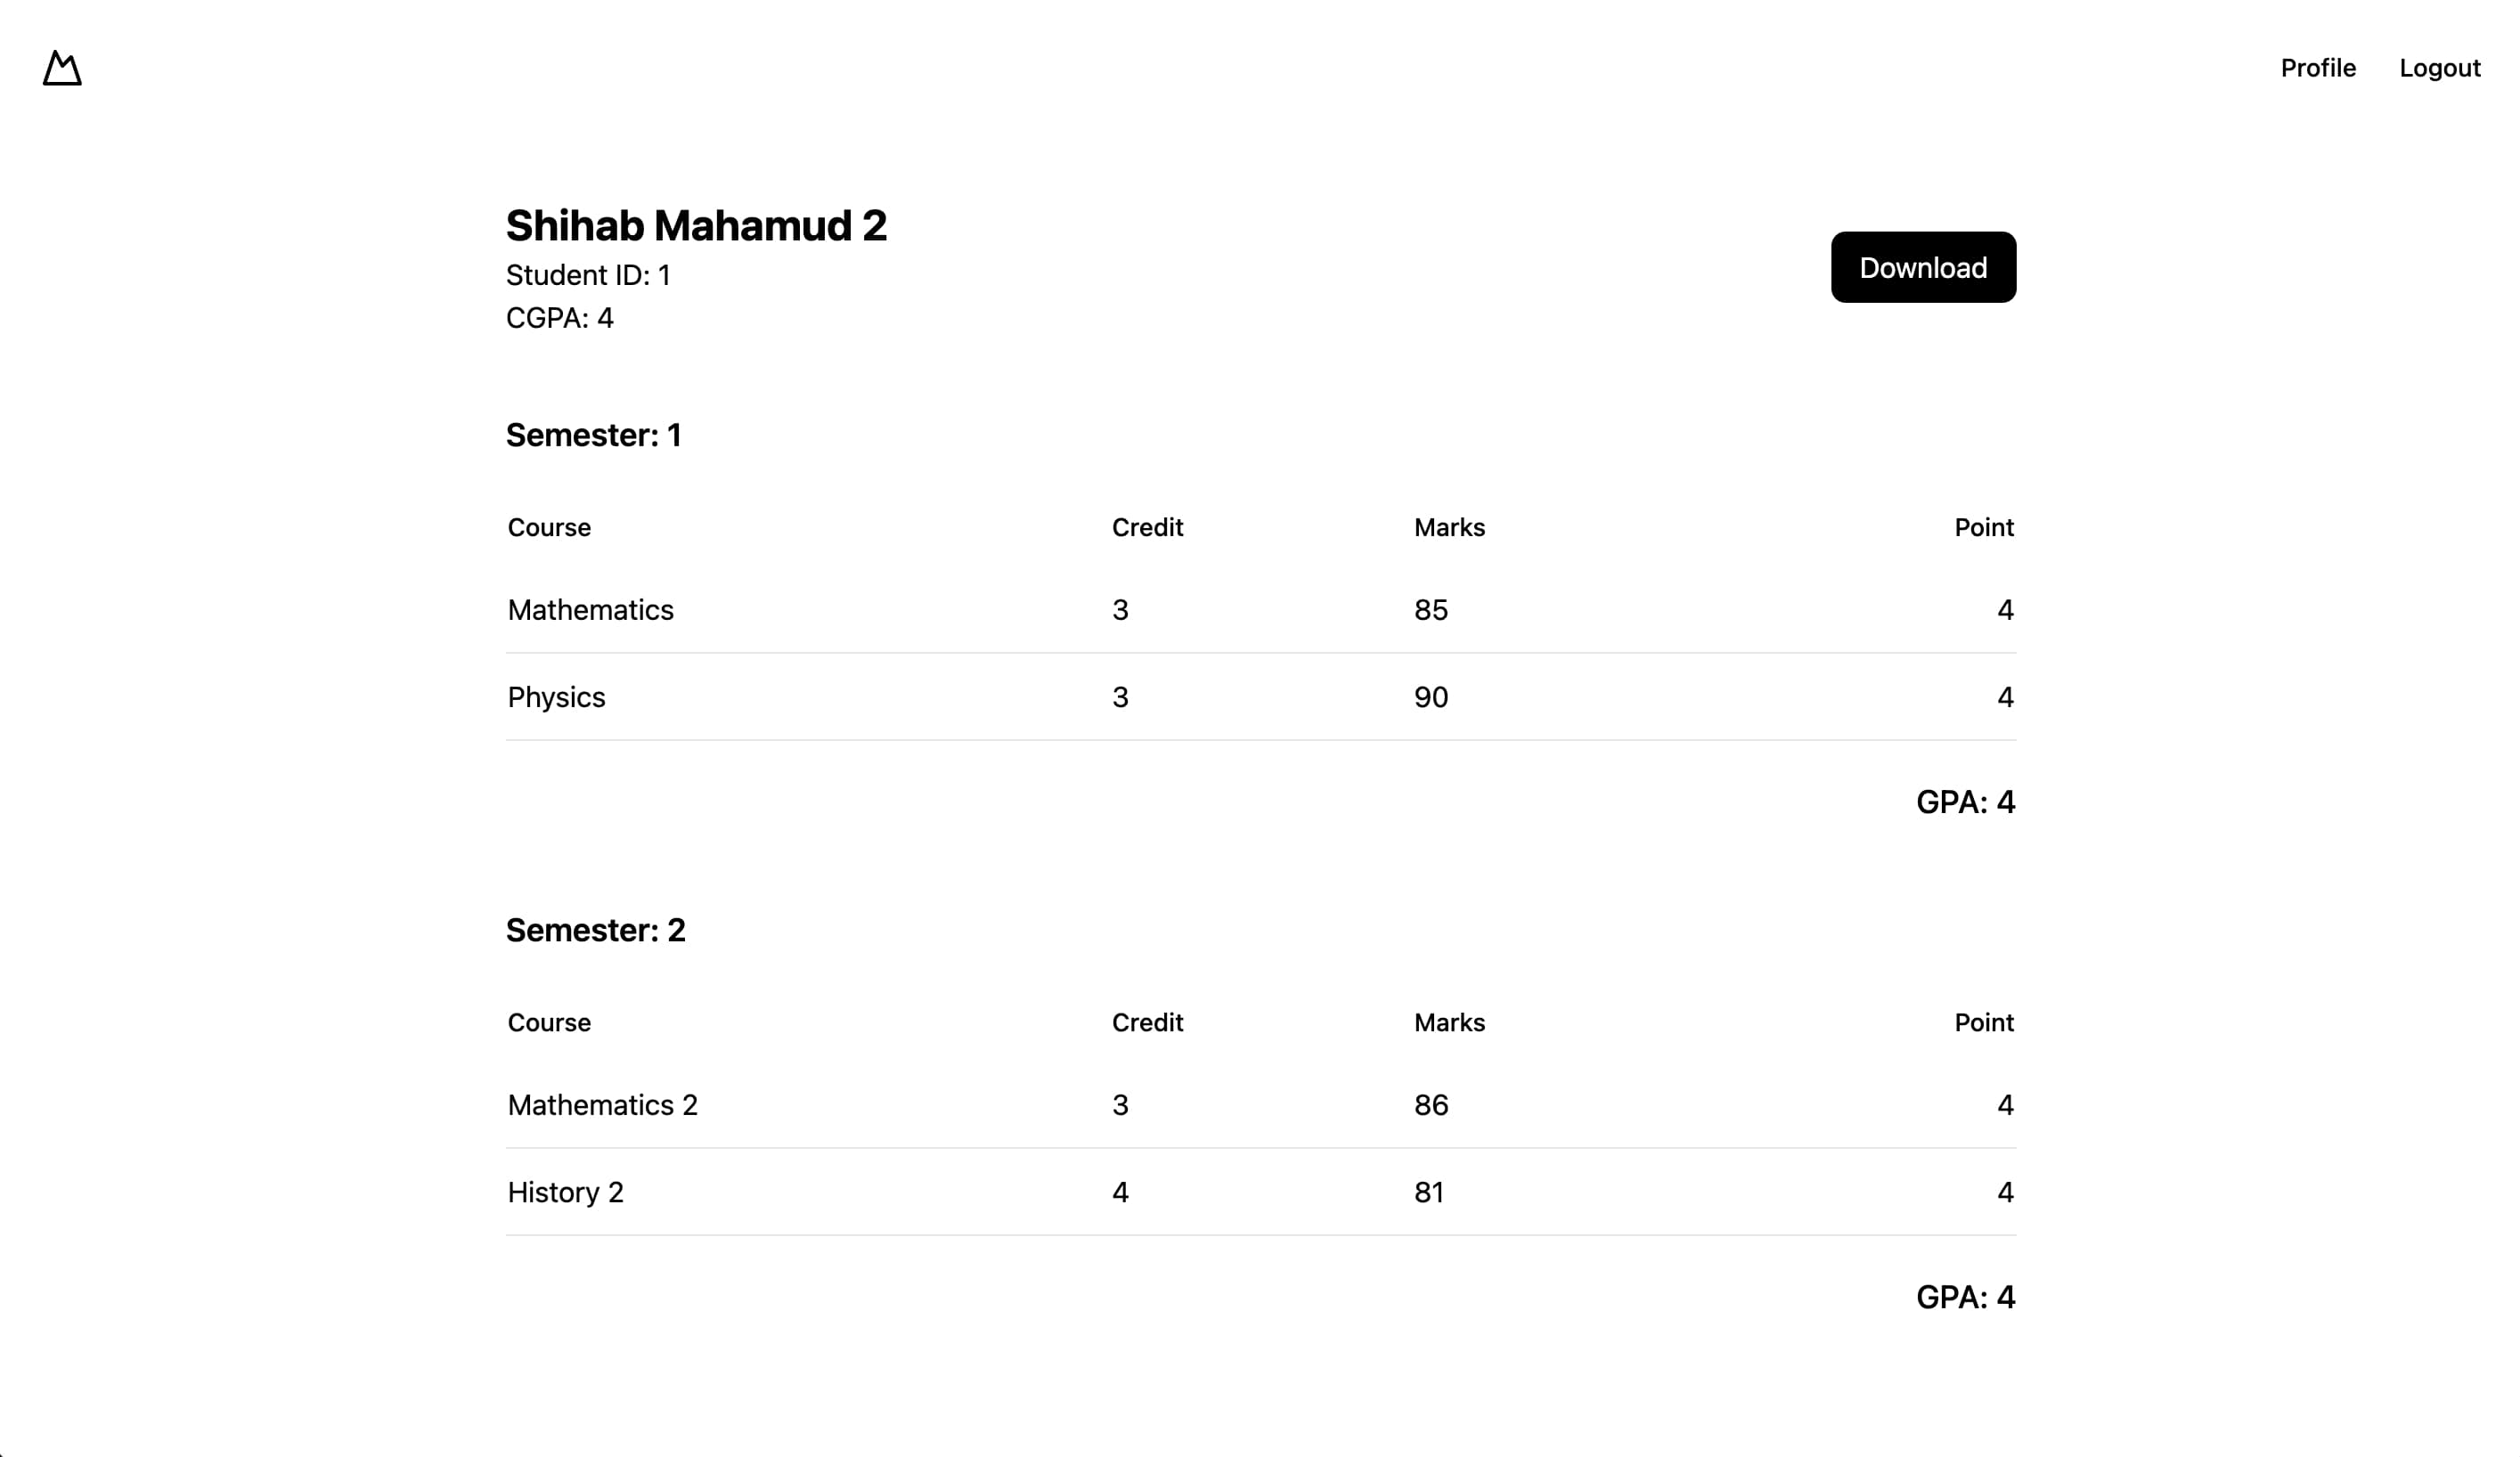 Profile Logout
Shihab Mahamud 2
Student ID: 1
CGPA: 4
Download
Semester: 1
Course Credit Marks Point
Mathematics 3 85 4
Physics 3 90 4
GPA: 4
Semester: 2
Course Credit Marks Point
Mathematics 2 3 86 4
History 2 4 81 4
GPA: 4